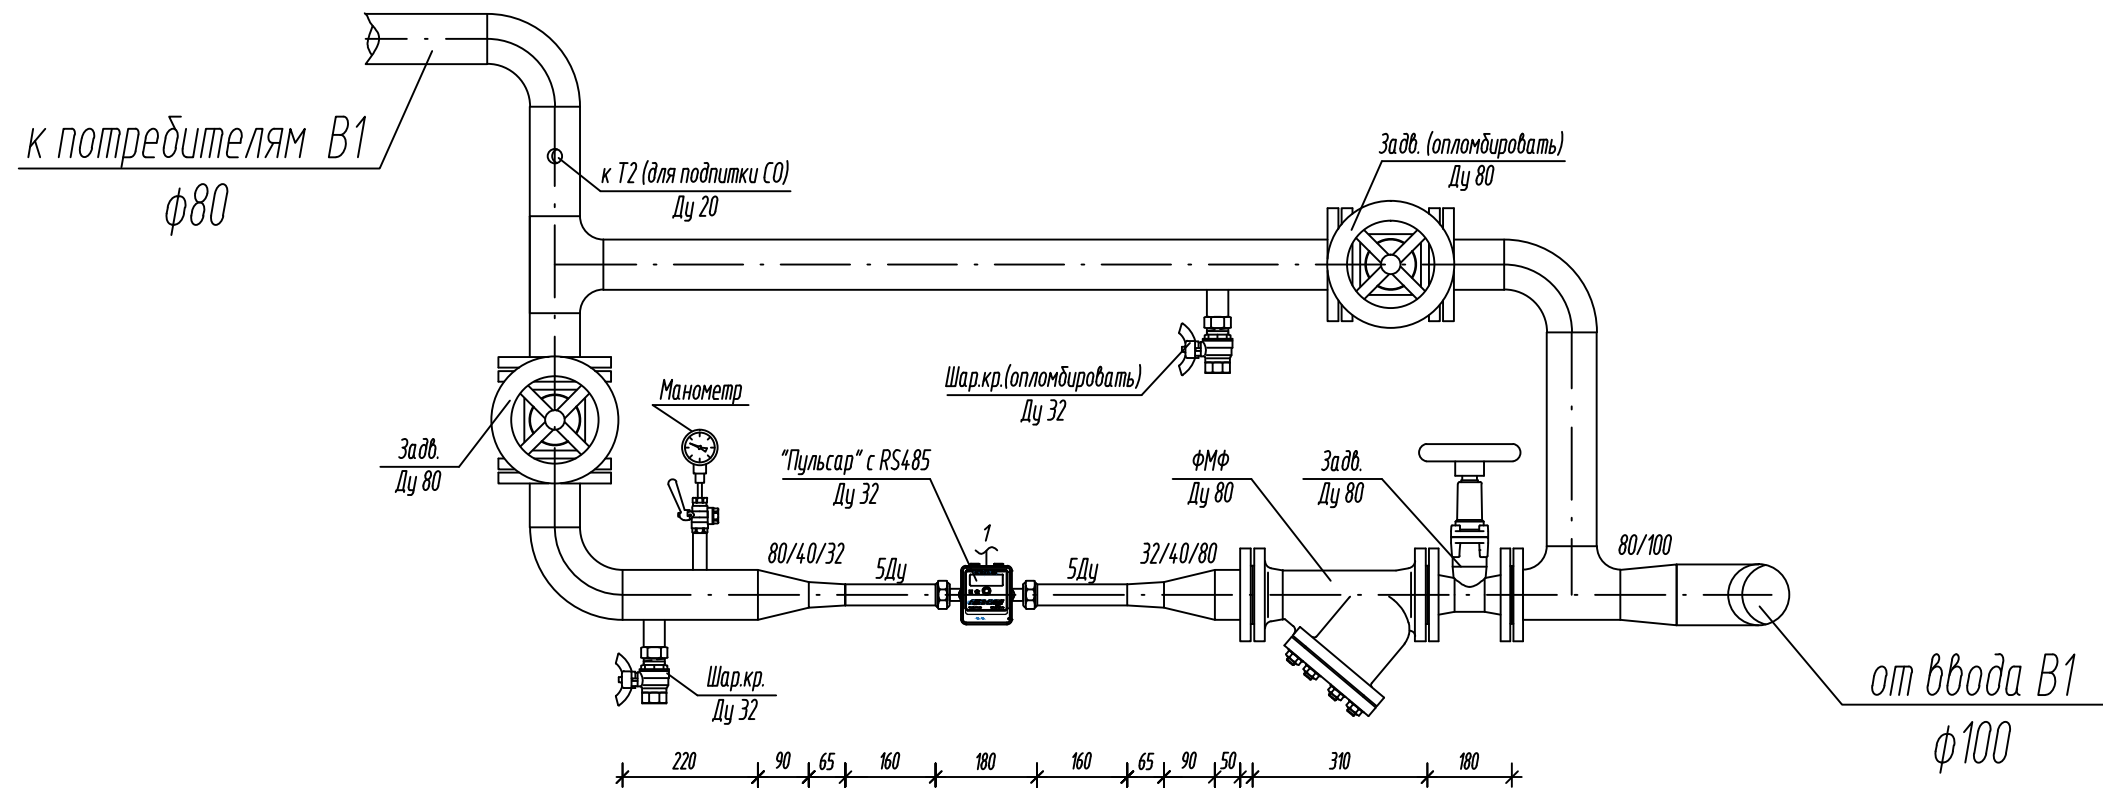 к потребителям В1
ф80
к Т2 (для подпитки СО)
Ду 20
Задв. (опломбировать)
Ду 80
Шар.кр.(опломбировать)
Ду 32
Манометр
Задв.
Ду 80
"Пульсар" с RS485
Ду 32
ФМФ
Ду 80
Задв.
Ду 80
1
80/40/32
5Ду
5Ду
32/40/80
80/100
Шар.кр.
Ду 32
от ввода В1
ф100
220 90 65 160 180 160 65 90 50 310 180